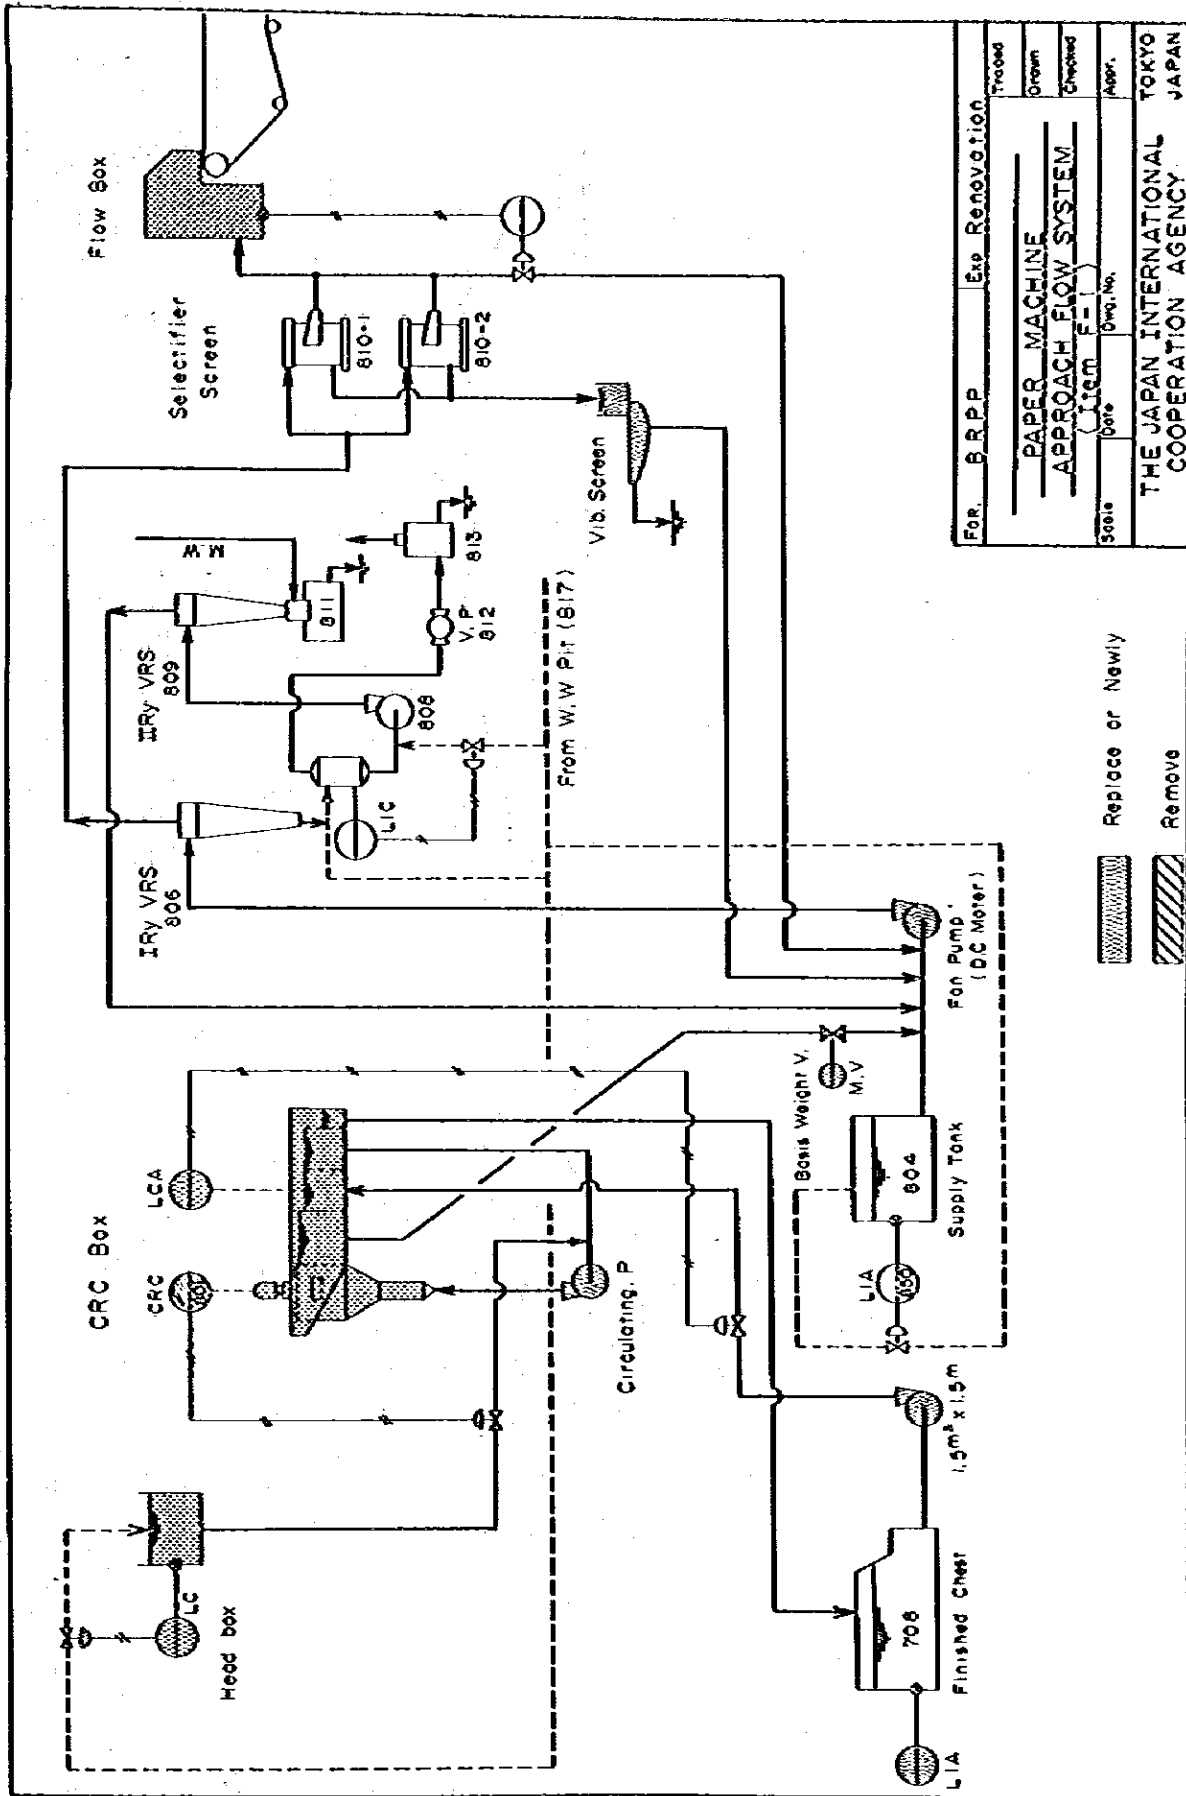 CRC Box
Flow Box
Selectifier
Screen
Head box
LC
CRC
LCA
IRy VRS
806
IIRy VRS
809
M.W
811
LIC
808
V.P
812
813
810-1
810-2
Vib. Screen
From W.W Pit (817)
Circulating. P
Basis Weight V.
M.V
LIA
804
Supply Tank
Fan Pump
(D.C Motor)
1.5m³ x 1.5m
LIA
708
Finished Chest
Replace or Newly
Remove
For. BRPP
Exp Renovation
PAPER MACHINE
APPROACH FLOW SYSTEM
(Item F-1)
Traced
Drawn
Checked
Scale
Date
Dwg. No.
Appr.
THE JAPAN INTERNATIONAL
COOPERATION AGENCY
TOKYO
JAPAN